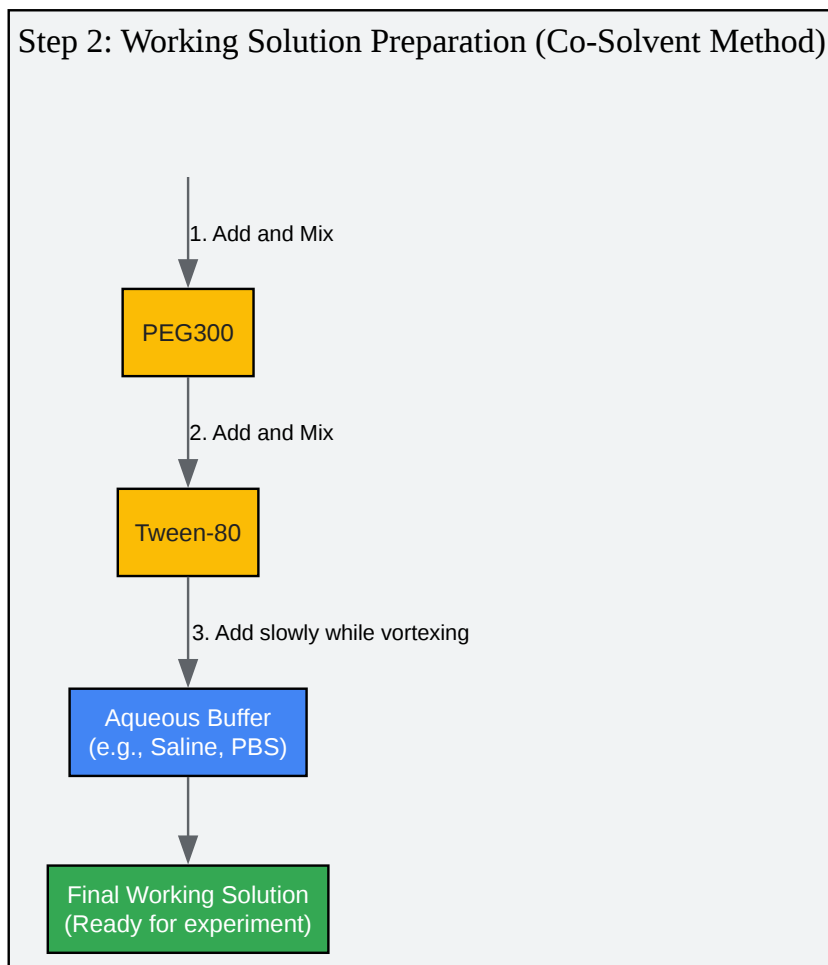 Step 2: Working Solution Preparation (Co-Solvent Method)
1. Add and Mix
PEG300
2. Add and Mix
Tween-80
3. Add slowly while vortexing
Aqueous Buffer
(e.g., Saline, PBS)
Final Working Solution
(Ready for experiment)